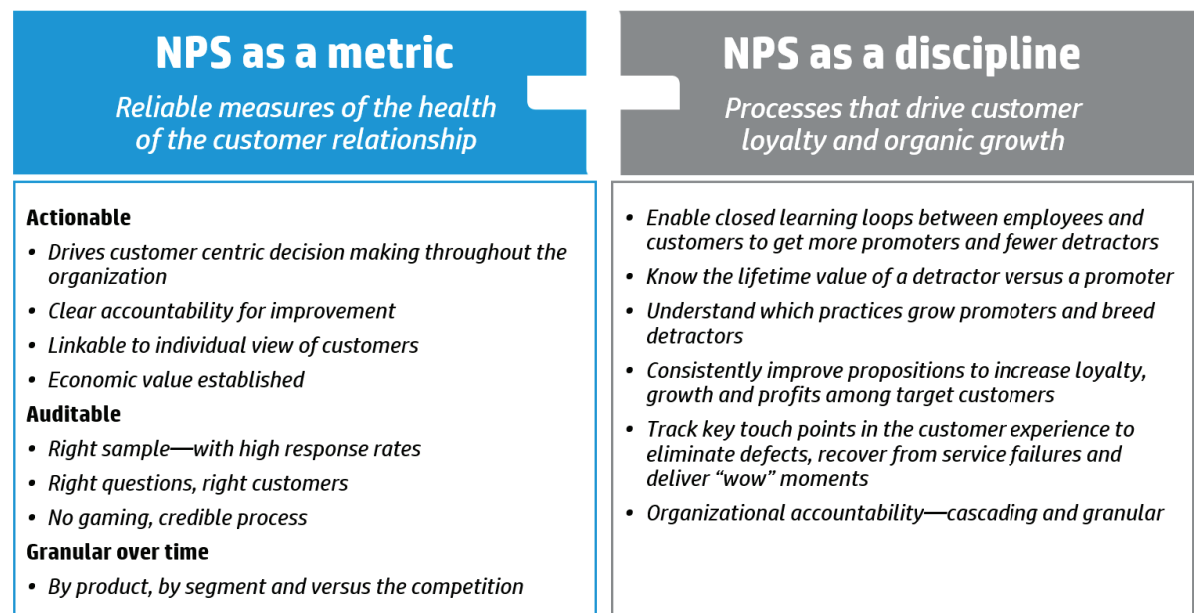 NPS as a metric
Reliable measures of the health
of the customer relationship
Actionable
• Drives customer centric decision making throughout the
organization
• Clear accountability for improvement
• Linkable to individual view of customers
• Economic value established
Auditable
• Right sample—with high response rates
• Right questions, right customers
• No gaming, credible process
Granular over time
• By product, by segment and versus the competition
NPS as a discipline
Processes that drive customer
loyalty and organic growth
• Enable closed learning loops between employees and
customers to get more promoters and fewer detractors
• Know the lifetime value of a detractor versus a promoter
• Understand which practices grow promoters and breed
detractors
• Consistently improve propositions to increase loyalty,
growth and profits among target customers
• Track key touch points in the customer experience to
eliminate defects, recover from service failures and
deliver “wow” moments
• Organizational accountability—cascading and granular